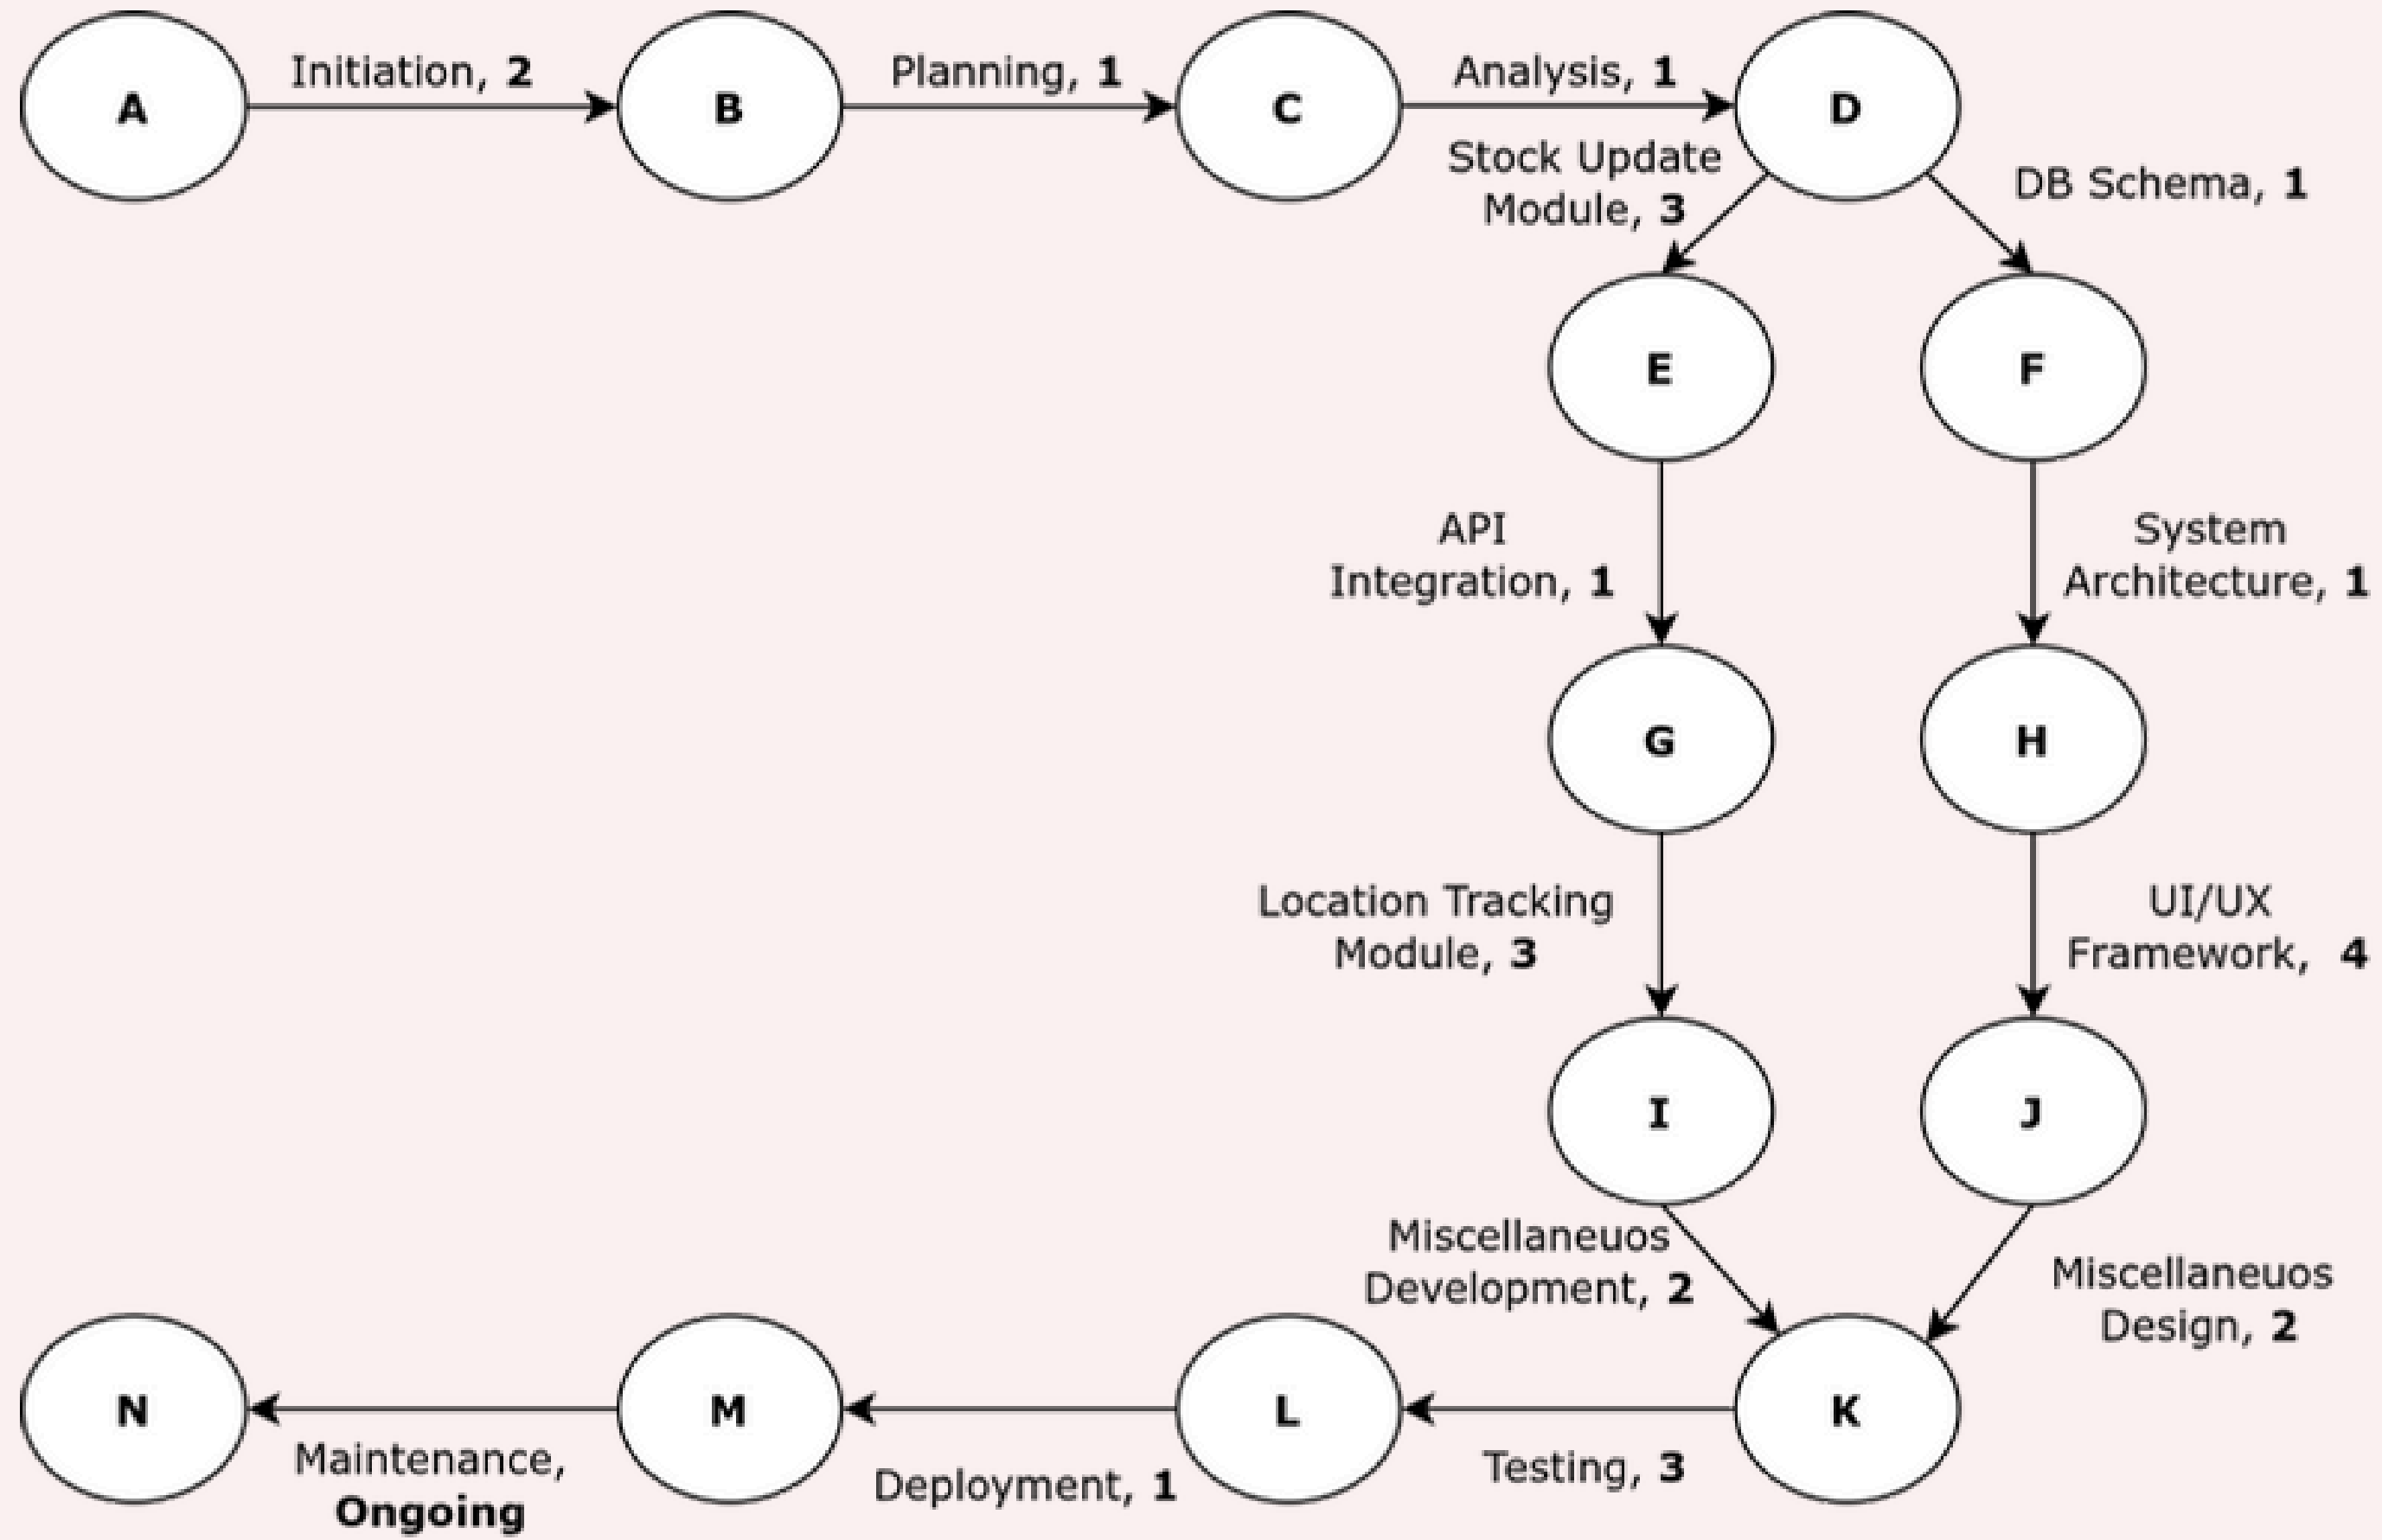 A
Initiation, 2
B
Planning, 1
C
Analysis, 1
D
Stock Update
Module, 3
DB Schema, 1
E
F
API
Integration, 1
System
Architecture, 1
G
H
Location Tracking
Module, 3
UI/UX
Framework, 4
I
J
Miscellaneuos
Development, 2
Miscellaneuos
Design, 2
N
Maintenance,
Ongoing
M
Deployment, 1
L
Testing, 3
K